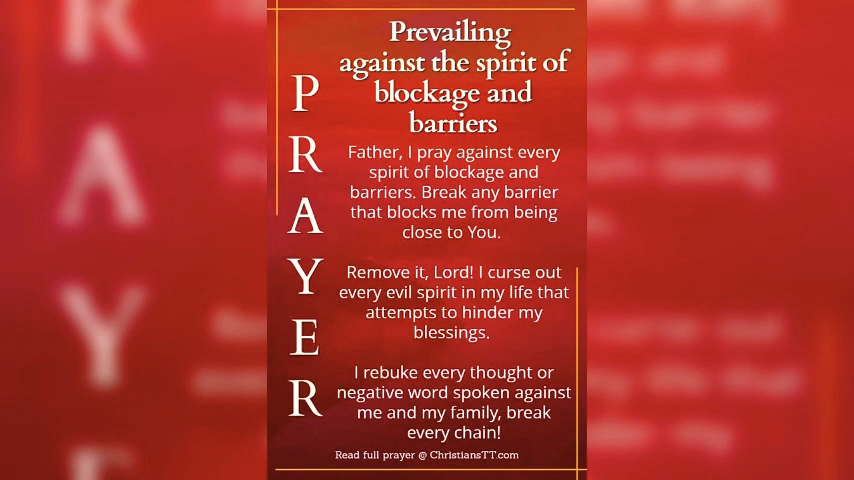 PRAYER
Prevailing
against the spirit of
blockage and
barriers
Father, I pray against every
spirit of blockage and
barriers. Break any barrier
that blocks me from being
close to You.
Remove it, Lord! I curse out
every evil spirit in my life that
attempts to hinder my
blessings.
I rebuke every thought or
negative word spoken against
me and my family, break
every chain!
Read full prayer @ ChristiansTT.com